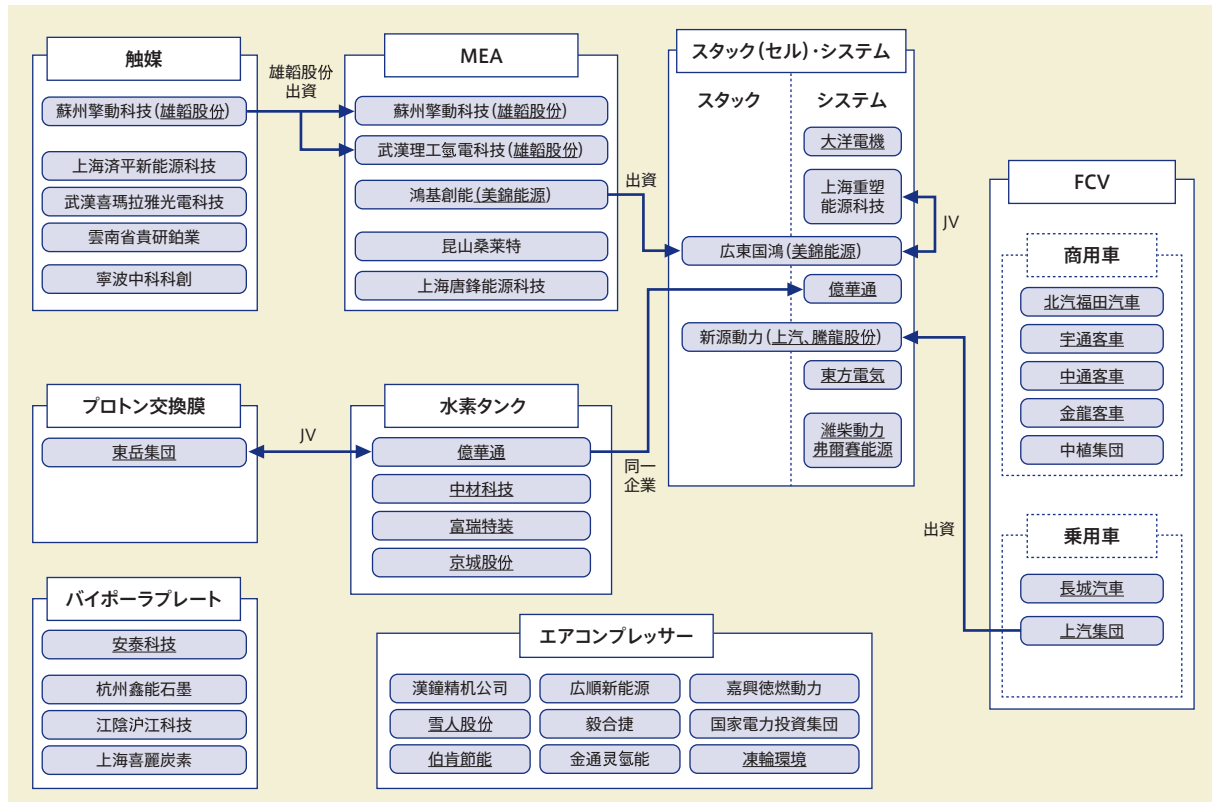 触媒
蘇州擎動科技(雄韜股份)
上海済平新能源科技
武漢喜瑪拉雅光電科技
雲南省貴研鉑業
寧波中科科創
雄韜股份
出資
MEA
蘇州擎動科技(雄韜股份)
武漢理工氫電科技(雄韜股份)
鴻基創能(美錦能源)
昆山桑莱特
上海唐鋒能源科技
出資
スタック(セル)・システム
スタック
システム
大洋電機
上海重塑
能源科技
広東国鴻(美錦能源)
億華通
新源動力(上汽、騰龍股份)
東方電気
濰柴動力
弗爾賽能源
JV
FCV
商用車
北汽福田汽車
宇通客車
中通客車
金龍客車
中植集団
乗用車
長城汽車
上汽集団
出資
プロトン交換膜
東岳集団
JV
水素タンク
億華通
中材科技
富瑞特装
京城股份
同一
企業
バイポーラプレート
安泰科技
杭州鑫能石墨
江陰沪江科技
上海喜麗炭素
エアコンプレッサー
漢鐘精机公司
広順新能源
嘉興徳燃動力
雪人股份
毅合捷
国家電力投資集団
伯肯節能
金通灵氫能
凍輪環境